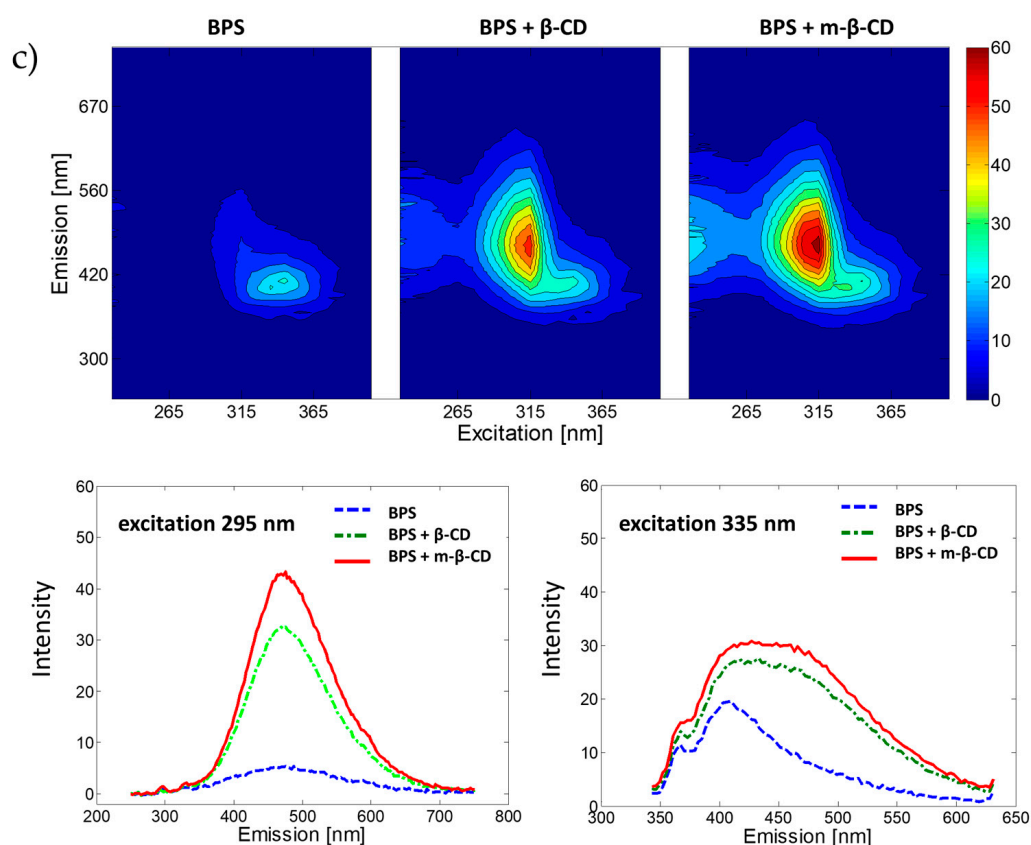 c)
BPS
BPS + β-CD
BPS + m-β-CD
Emission [nm]
670
560
420
300
265 315 365
265 315 365
265 315 365
Excitation [nm]
60
50
40
30
20
10
0
excitation 295 nm
BPS
BPS + β-CD
BPS + m-β-CD
Intensity
60
50
40
30
20
10
0
200 300 400 500 600 700 800
Emission [nm]
excitation 335 nm
BPS
BPS + β-CD
BPS + m-β-CD
Intensity
60
50
40
30
20
10
0
300 350 400 450 500 550 600 650
Emission [nm]